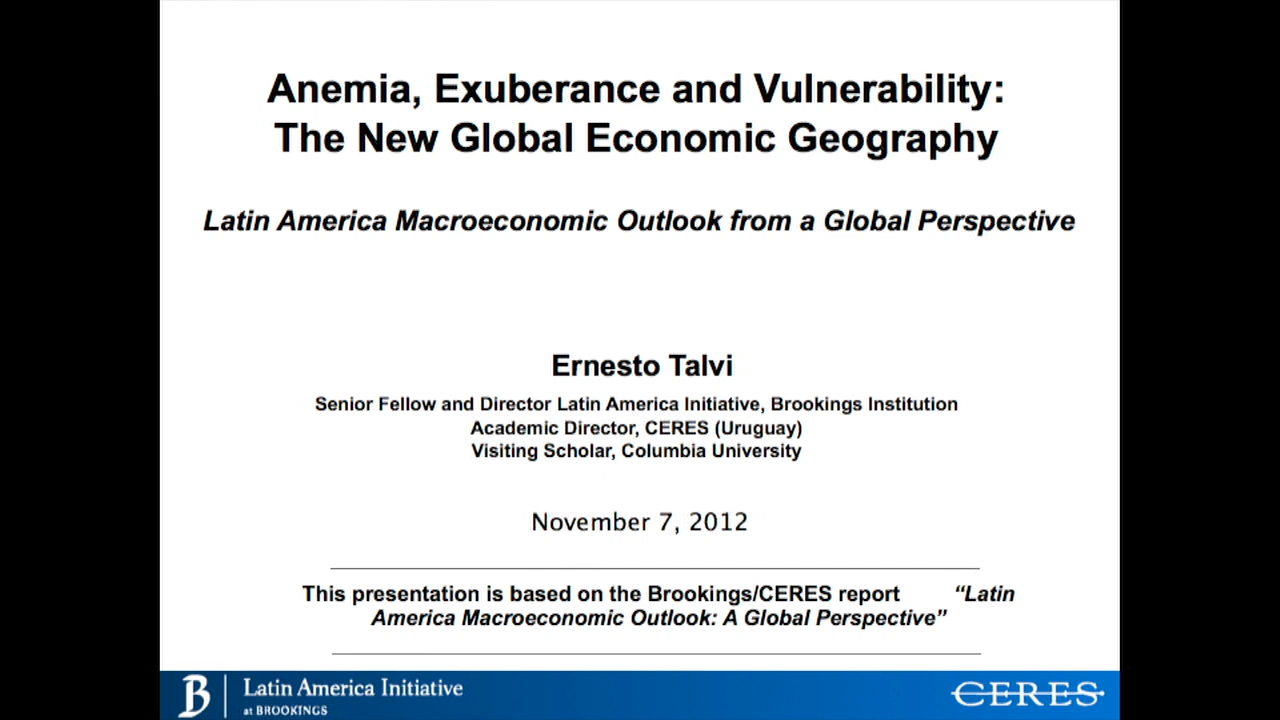 Anemia, Exuberance and Vulnerability:
The New Global Economic Geography
Latin America Macroeconomic Outlook from a Global Perspective
Ernesto Talvi
Senior Fellow and Director Latin America Initiative, Brookings Institution
Academic Director, CERES (Uruguay)
Visiting Scholar, Columbia University
November 7, 2012
This presentation is based on the Brookings/CERES report “Latin
America Macroeconomic Outlook: A Global Perspective”
B Latin America Initiative
at BROOKINGS
CERES